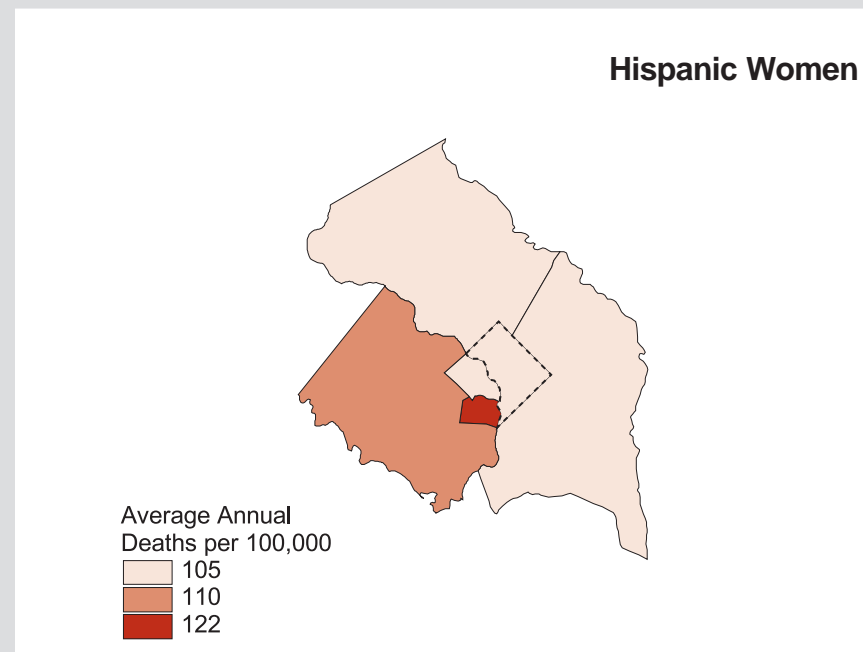 Hispanic Women
Average Annual
Deaths per 100,000
105
110
122